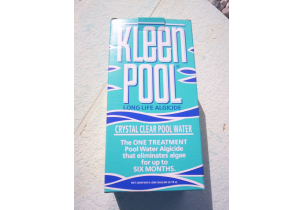 KLEEN
POOL
LONG LIFE ALGICIDE
CRYSTAL CLEAR POOL WATER
The ONE TREATMENT
Pool Water Algicide
that eliminates algae
for up to
SIX MONTHS.